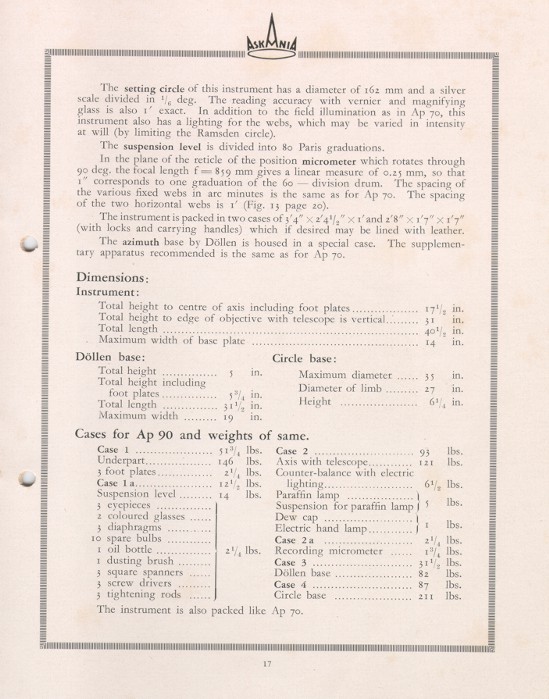 ASKANIA
The setting circle of this instrument has a diameter of 162 mm and a silver
scale divided in 1/6 deg. The reading accuracy with vernier and magnifying
glass is also 1′ exact. In addition to the field illumination as in Ap 70, this
instrument also has a lighting for the webs, which may be varied in intensity
at will (by limiting the Ramsden circle).
The suspension level is divided into 80 Paris graduations.
In the plane of the reticle of the position micrometer which rotates through
90 deg. the focal length f = 859 mm gives a linear measure of 0.25 mm, so that
1″ corresponds to one graduation of the 60 — division drum. The spacing of
the various fixed webs in arc minutes is the same as for Ap 70. The spacing
of the two horizontal webs is 1′ (Fig. 13 page 20).
The instrument is packed in two cases of 3′4″ × 2′4 1/2″ × 1′ and 2′8″ × 1′7″ × 1′7″
(with locks and carrying handles) which if desired may be lined with leather.
The azimuth base by Döllen is housed in a special case. The supplemen-
tary apparatus recommended is the same as for Ap 70.
Dimensions:
Instrument:
Total height to centre of axis including foot plates ............... 17 1/2 in.
Total height to edge of objective with telescope is vertical ......... 31 in.
Total length ............................................................ 40 1/2 in.
Maximum width of base plate ........................................ 14 in.
Döllen base:
Total height ............. 5 in.
Total height including
foot plates ............. 5 3/4 in.
Total length ............. 31 1/2 in.
Maximum width ......... 19 in.
Circle base:
Maximum diameter ...... 35 in.
Diameter of limb ........ 27 in.
Height .................. 6 1/4 in.
Cases for Ap 90 and weights of same.
Case 1 .................. 51 3/4 lbs.
Underpart................ 146 lbs.
3 foot plates............. 2 1/4 lbs.
Case 1a.................. 12 1/2 lbs.
Suspension level ........ 14 lbs.
3 eyepieces .............
2 coloured glasses ......
3 diaphragms ...........
10 spare bulbs ..........
1 oil bottle .............. 2 1/4 lbs.
1 dusting brush .........
3 square spanners ......
3 screw drivers .........
3 tightening rods .......
Case 2 ...................... 93 lbs.
Axis with telescope........... 121 lbs.
Counter-balance with electric
lighting...................... 6 1/2 lbs.
Paraffin lamp ................
Suspension for paraffin lamp 5 lbs.
Dew cap .....................
Electric hand lamp........... 1 lbs.
Case 2a ..................... 2 1/4 lbs.
Recording micrometer ...... 1 3/4 lbs.
Case 3 ...................... 31 1/2 lbs.
Döllen base .................. 82 lbs.
Case 4 ...................... 87 lbs.
Circle base ................... 211 lbs.
The instrument is also packed like Ap 70.
17